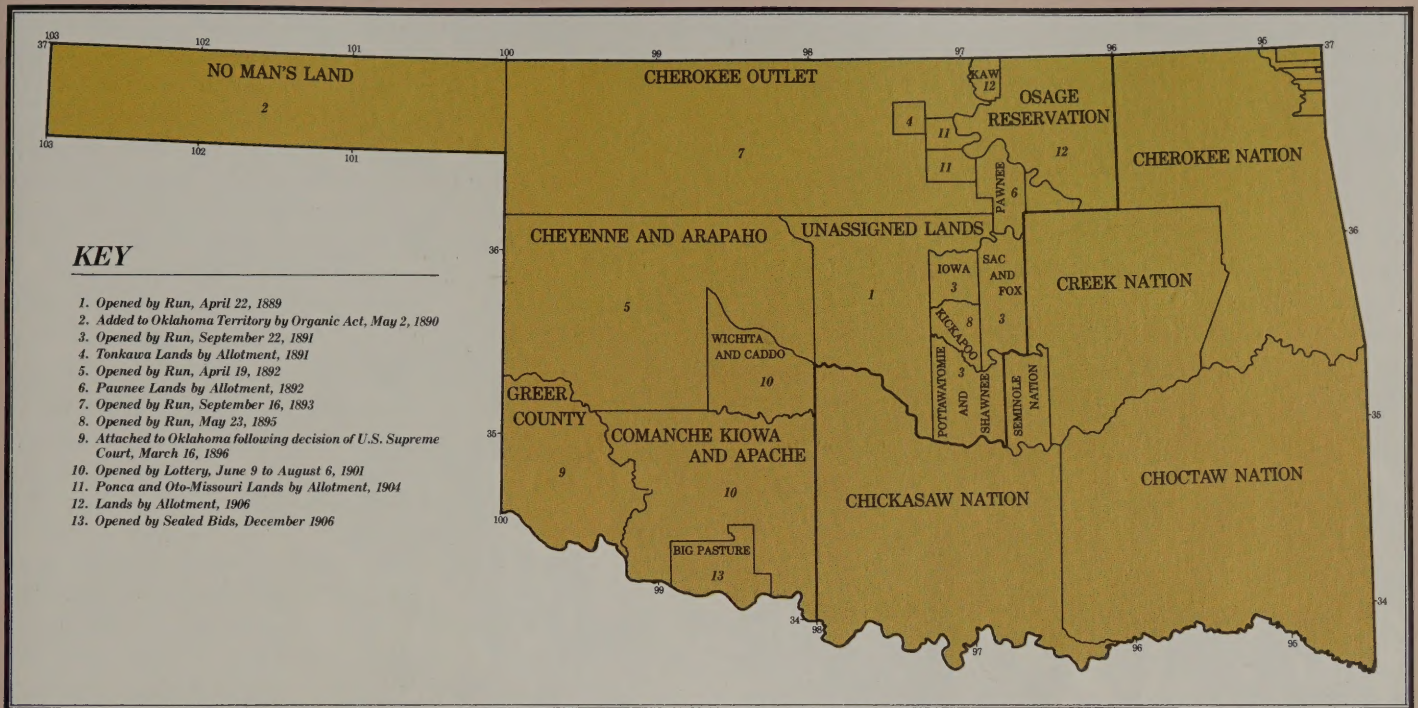 103
37
102
101
100
99
98
97
96
95
37
NO MAN'S LAND
2
103
102
101
CHEROKEE OUTLET
7
KAW
12
OSAGE
RESERVATION
12
4
11
11
PAWNEE
6
CHEROKEE NATION
36
36
CHEYENNE AND ARAPAHO
5
UNASSIGNED LANDS
1
IOWA
3
SAC
AND
FOX
3
8
KICKAPOO
CREEK NATION
WICHITA
AND CADDO
10
POTTAWATOMIE
3
AND
SHAWNEE
SEMINOLE
NATION
KEY
1. Opened by Run, April 22, 1889
2. Added to Oklahoma Territory by Organic Act, May 2, 1890
3. Opened by Run, September 22, 1891
4. Tonkawa Lands by Allotment, 1891
5. Opened by Run, April 19, 1892
6. Pawnee Lands by Allotment, 1892
7. Opened by Run, September 16, 1893
8. Opened by Run, May 23, 1895
9. Attached to Oklahoma following decision of U.S. Supreme
Court, March 16, 1896
10. Opened by Lottery, June 9 to August 6, 1901
11. Ponca and Oto-Missouri Lands by Allotment, 1904
12. Lands by Allotment, 1906
13. Opened by Sealed Bids, December 1906
GREER
COUNTY
9
35
35
COMANCHE KIOWA
AND APACHE
10
CHICKASAW NATION
CHOCTAW NATION
100
BIG PASTURE
13
99
34
98
97
96
95
34